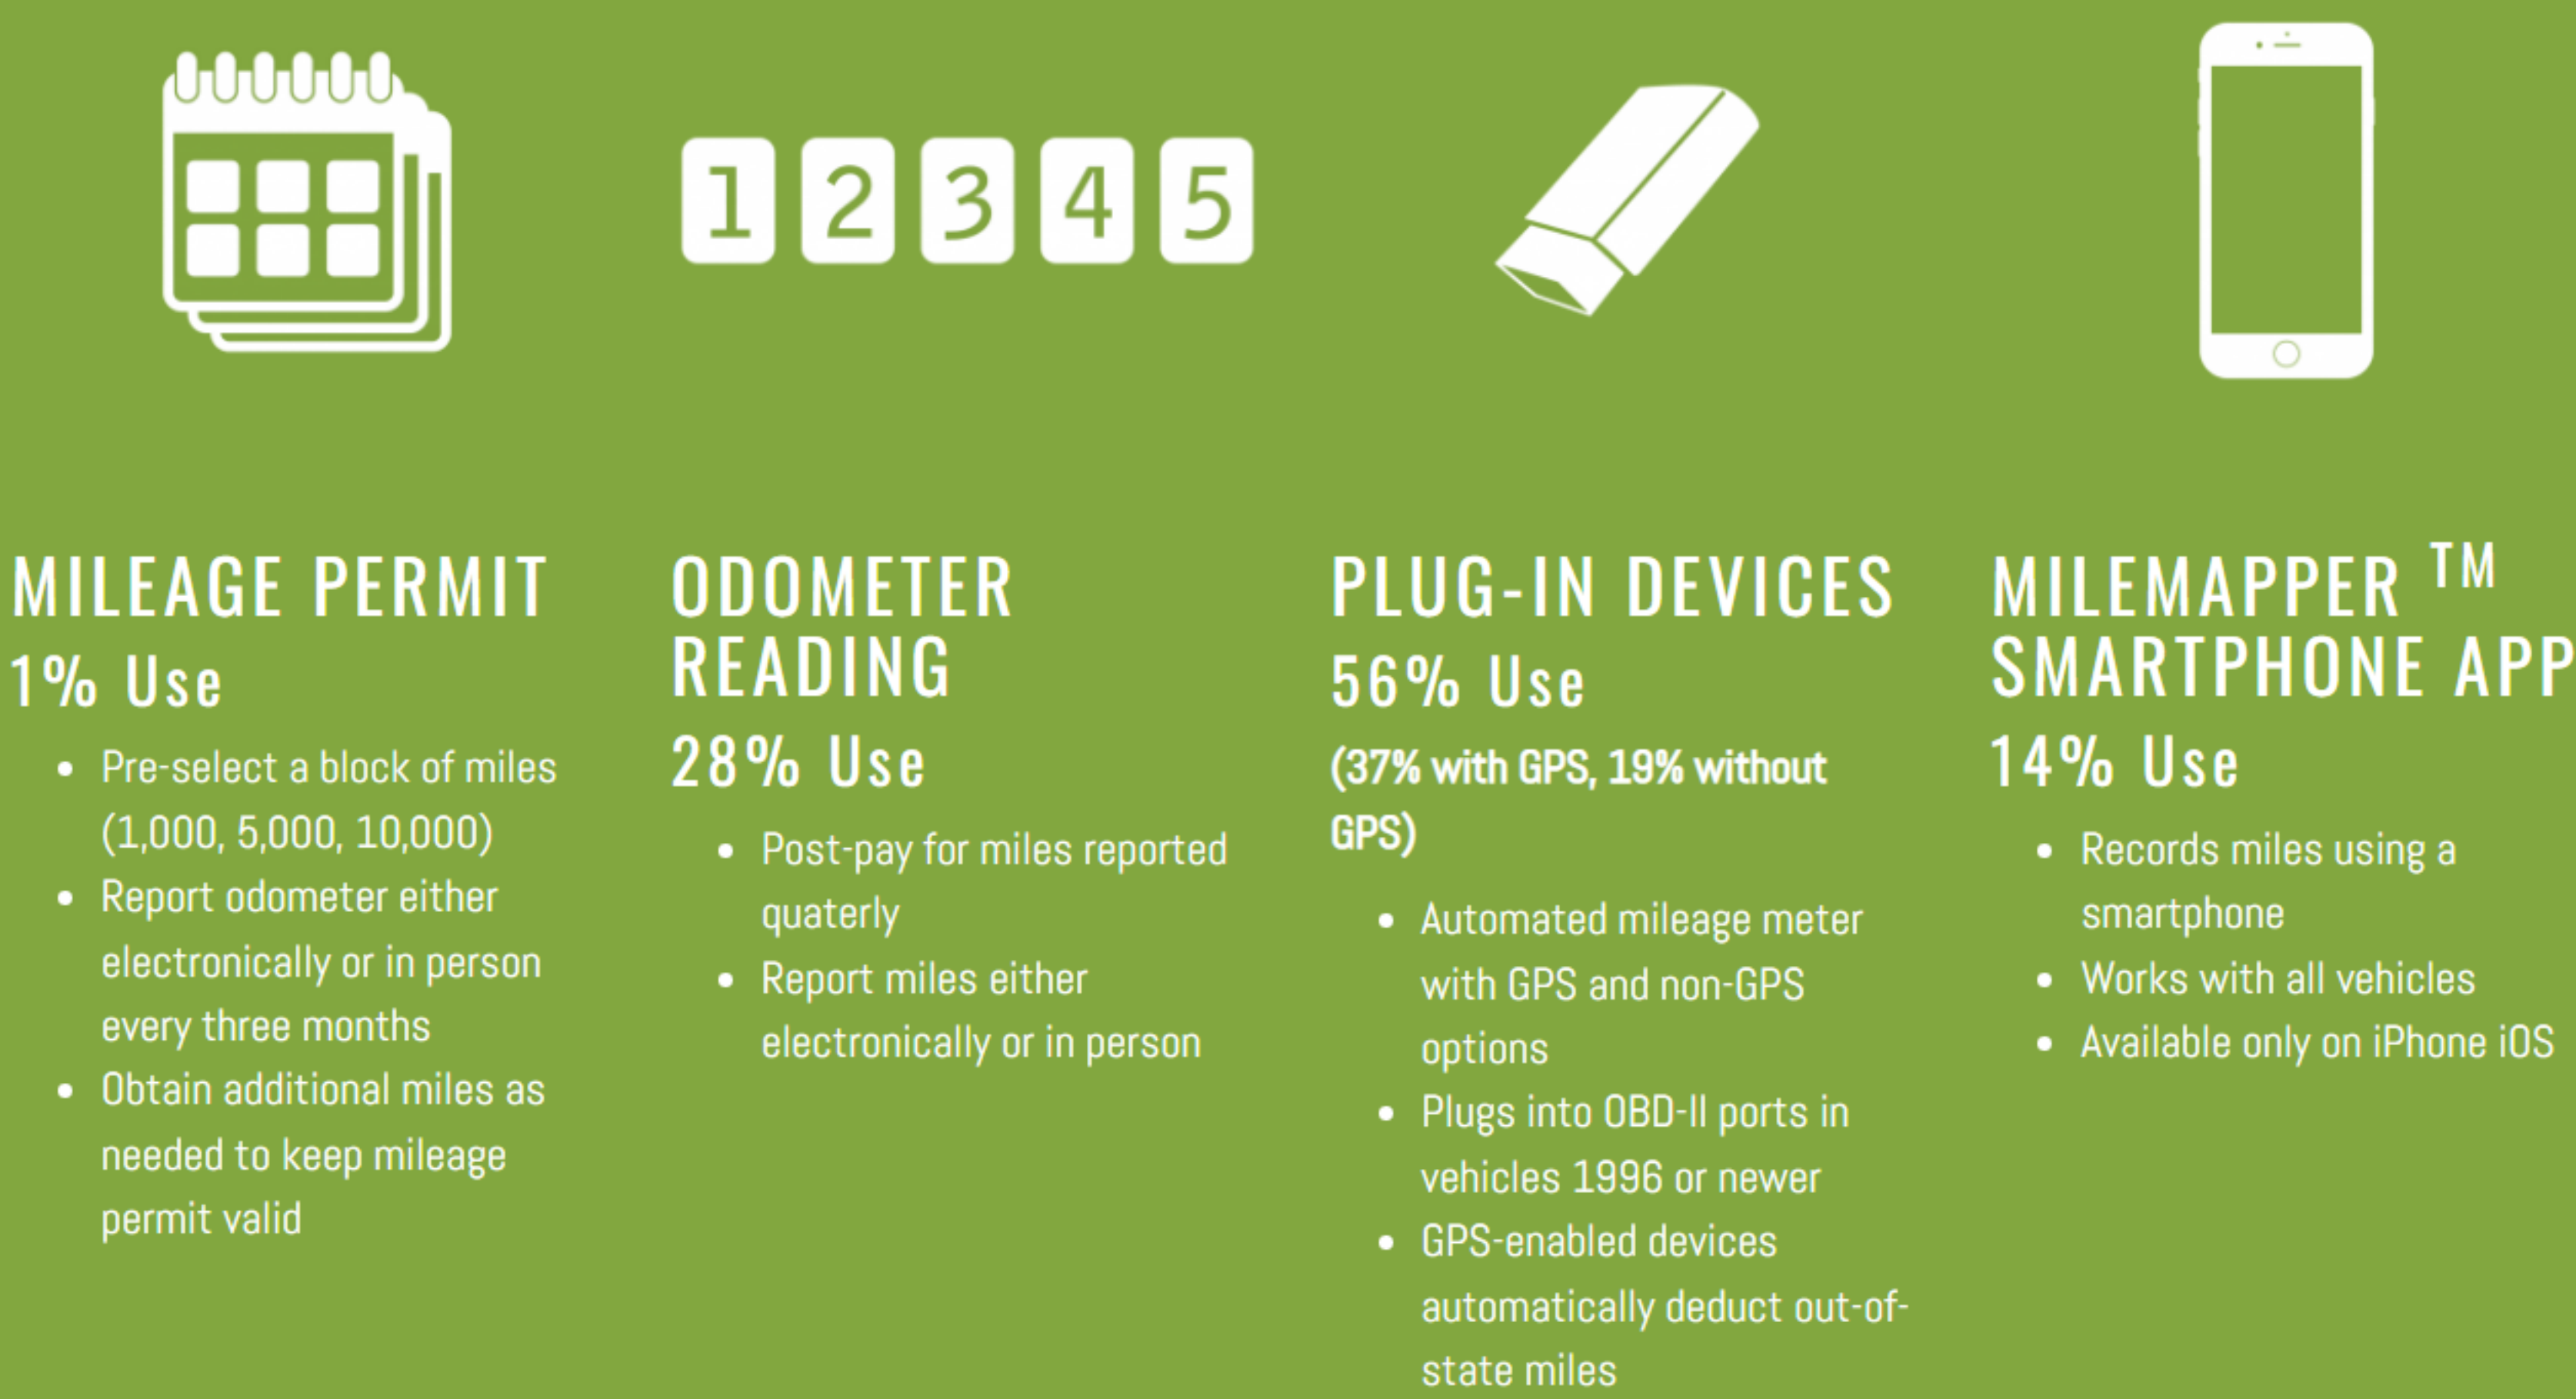 1 2 3 4 5
MILEAGE PERMIT
1% Use
• Pre-select a block of miles
(1,000, 5,000, 10,000)
• Report odometer either
electronically or in person
every three months
• Obtain additional miles as
needed to keep mileage
permit valid
ODOMETER
READING
28% Use
• Post-pay for miles reported
quaterly
• Report miles either
electronically or in person
PLUG-IN DEVICES
56% Use
(37% with GPS, 19% without
GPS)
• Automated mileage meter
with GPS and non-GPS
options
• Plugs into OBD-II ports in
vehicles 1996 or newer
• GPS-enabled devices
automatically deduct out-of-
state miles
MILEMAPPER TM
SMARTPHONE APP
14% Use
• Records miles using a
smartphone
• Works with all vehicles
• Available only on iPhone iOS